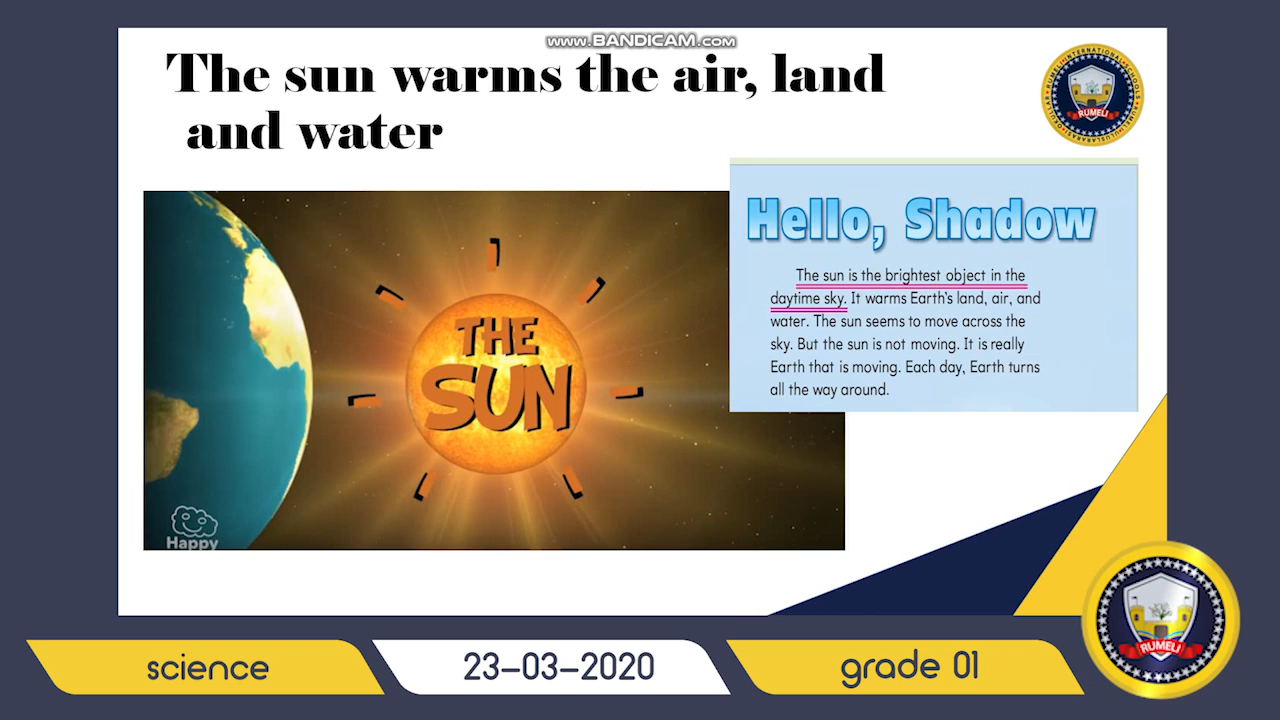 www.BANDICAM.com
The sun warms the air, land
and water
RUMELI INTERNATIONAL SCHOOLS
RUMELI
Hello, Shadow
The sun is the brightest object in the
daytime sky. It warms Earth's land, air, and
water. The sun seems to move across the
sky. But the sun is not moving. It is really
Earth that is moving. Each day, Earth turns
all the way around.
THE
SUN
Happy
RUMELI
science
23-03-2020
grade 01